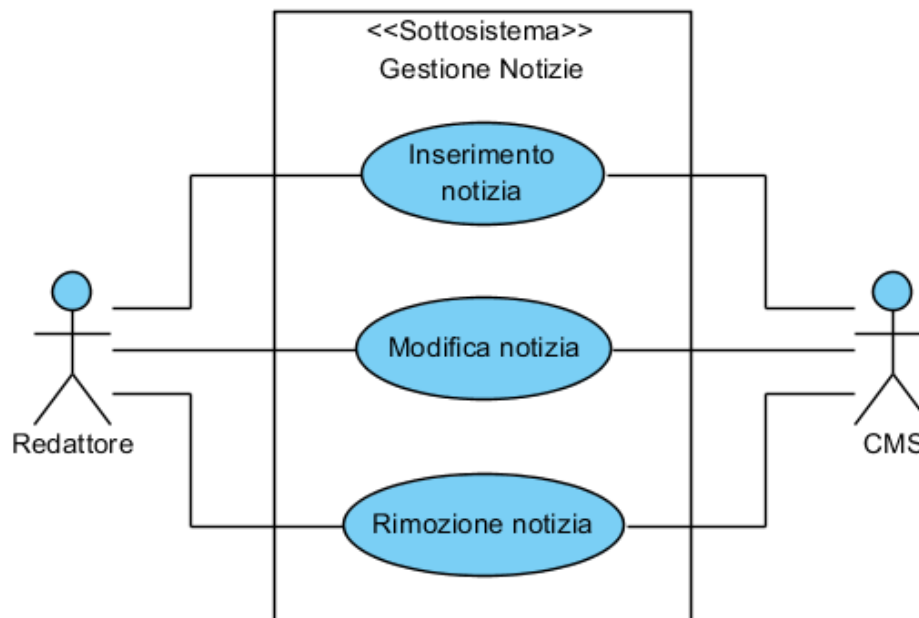 <<Sottosistema>>
Gestione Notizie
Inserimento
notizia
Modifica notizia
Redattore
CMS
Rimozione notizia